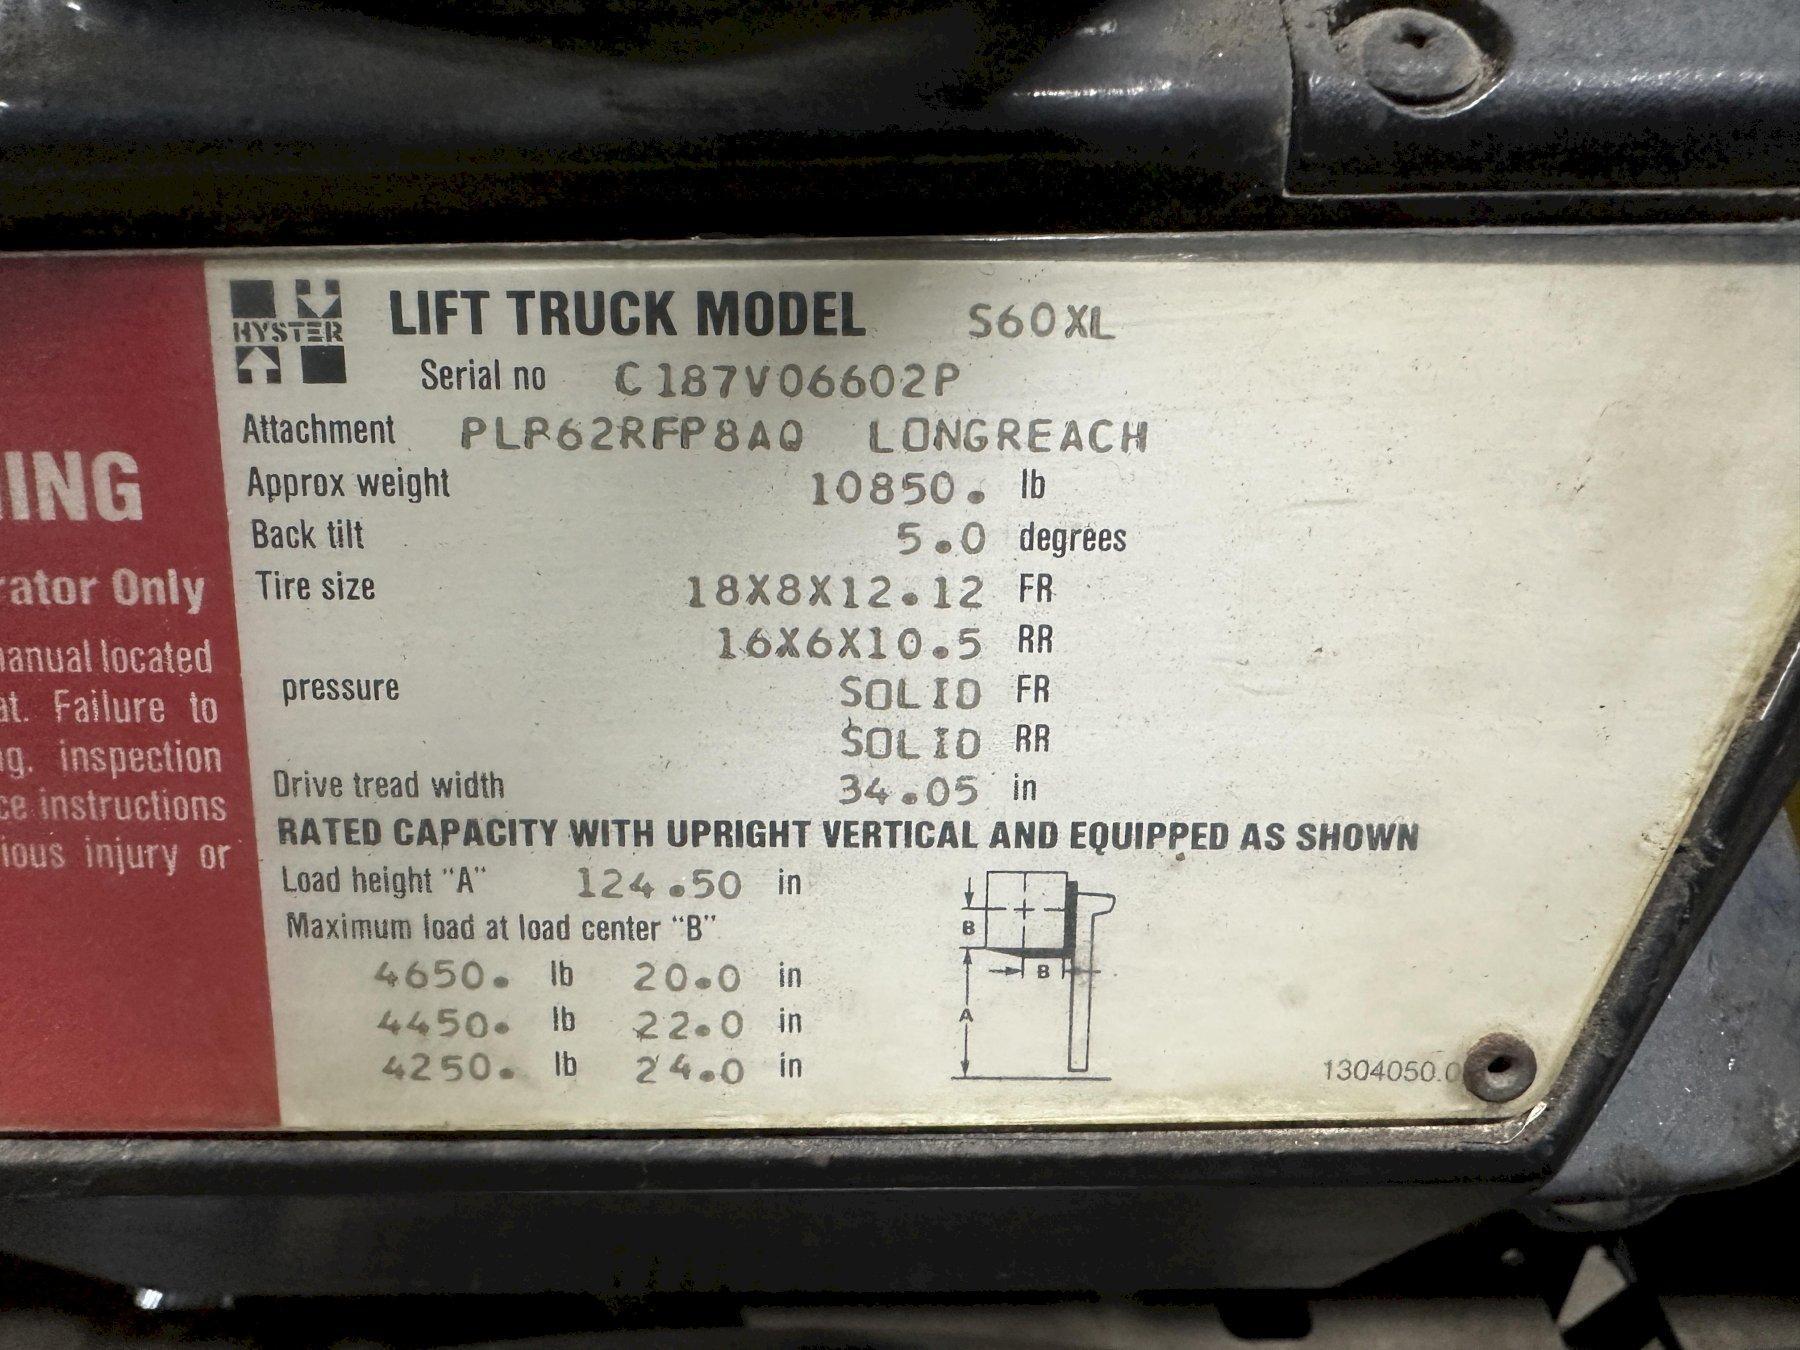 HYSTER
LIFT TRUCK MODEL S60XL
Serial no C187V06602P
Attachment PLP62RFP8AQ LONGREACH
Approx weight 10850. lb
Back tilt 5.0 degrees
Tire size 18X8X12.12 FR
16X6X10.5 RR
pressure SOLID FR
SOLID RR
Drive tread width 34.05 in
RATED CAPACITY WITH UPRIGHT VERTICAL AND EQUIPPED AS SHOWN
Load height "A" 124.50 in
Maximum load at load center "B"
4650. lb 20.0 in
4450. lb 22.0 in
4250. lb 24.0 in
B
B
A
1304050.0
NING
rator Only
manual located
at. Failure to
ng, inspection
ce instructions
ious injury or